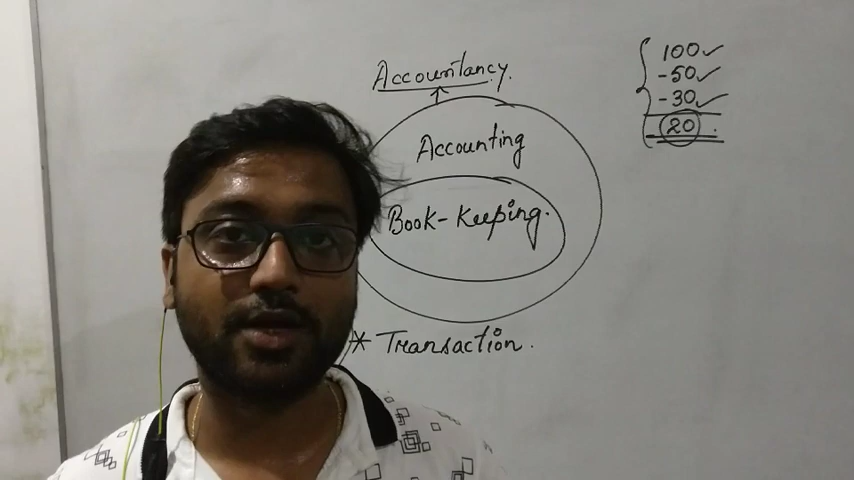 Accountancy.
Accounting
Book-Keeping.
* Transaction.
100✓
-50✓
-30✓
20.